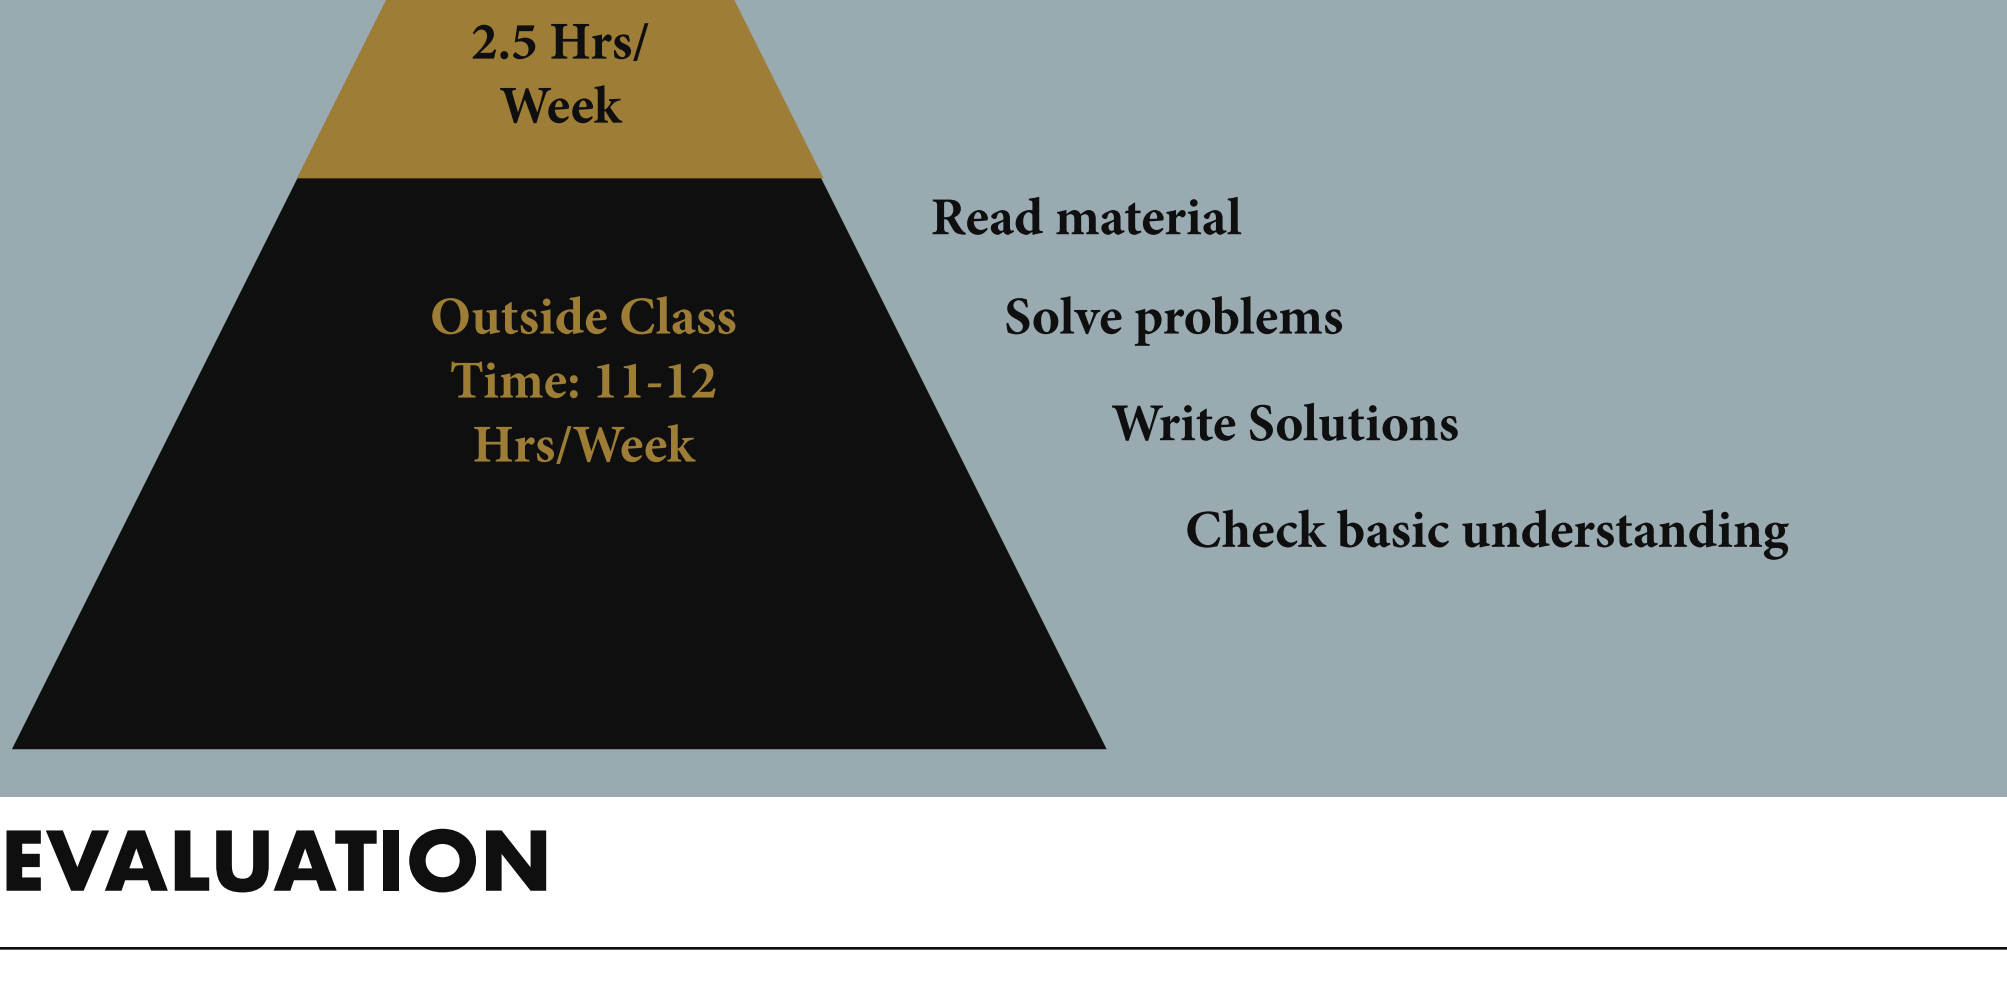 2.5 Hrs/
Week
Read material
Outside Class
Time: 11-12
Hrs/Week
Solve problems
Write Solutions
Check basic understanding
EVALUATION